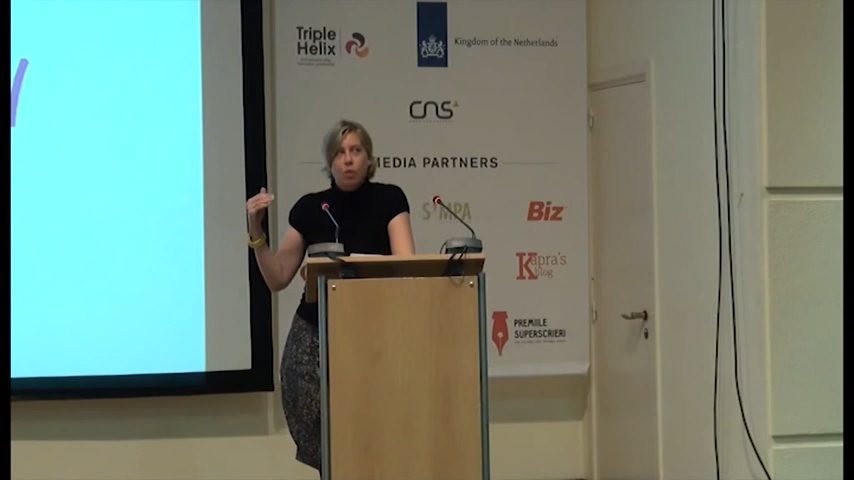 Triple
Helix
Kingdom of the Netherlands
cns
MEDIA PARTNERS
Biz
Kapra's
blog
PREMIILE
SUPERSCRIERI